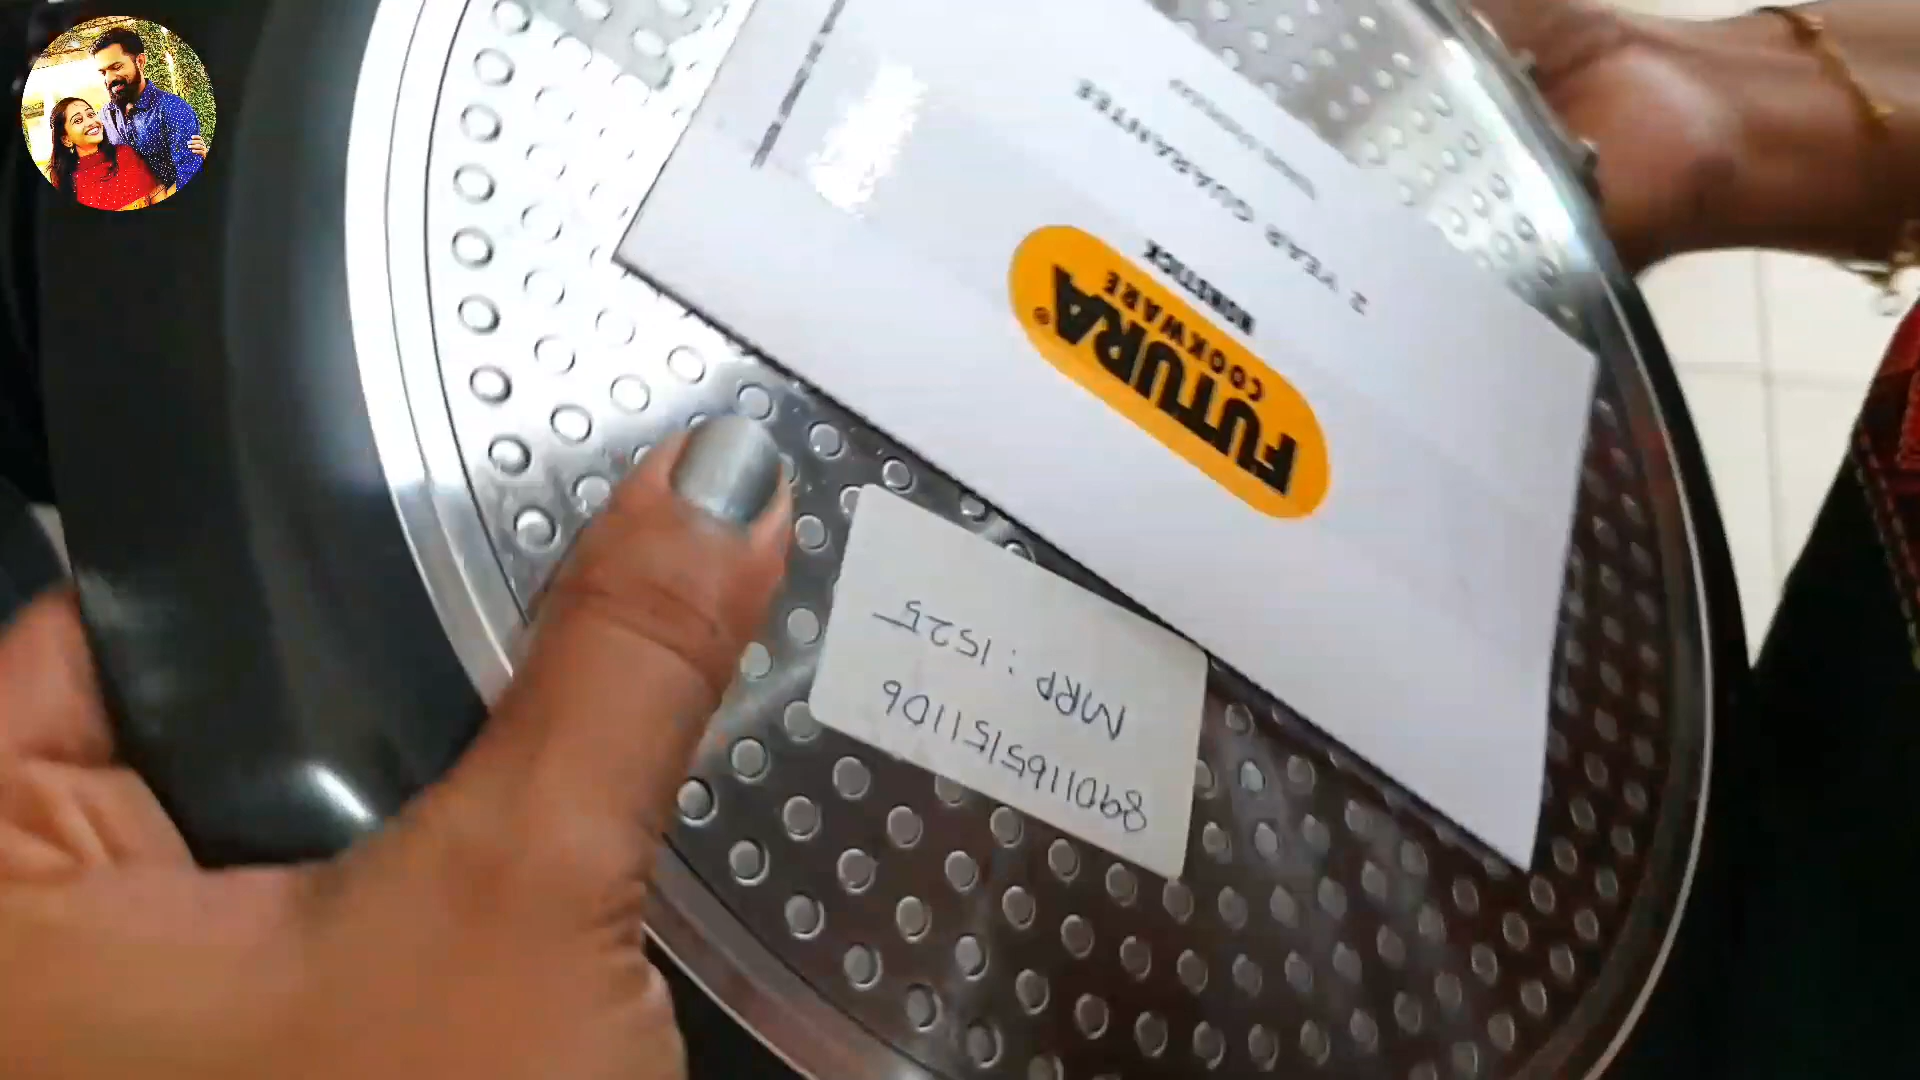 FUTURA®
COOKWARE
NONSTICK
2 YEAR GUARANTEE
8901165151106
MRP : 1525